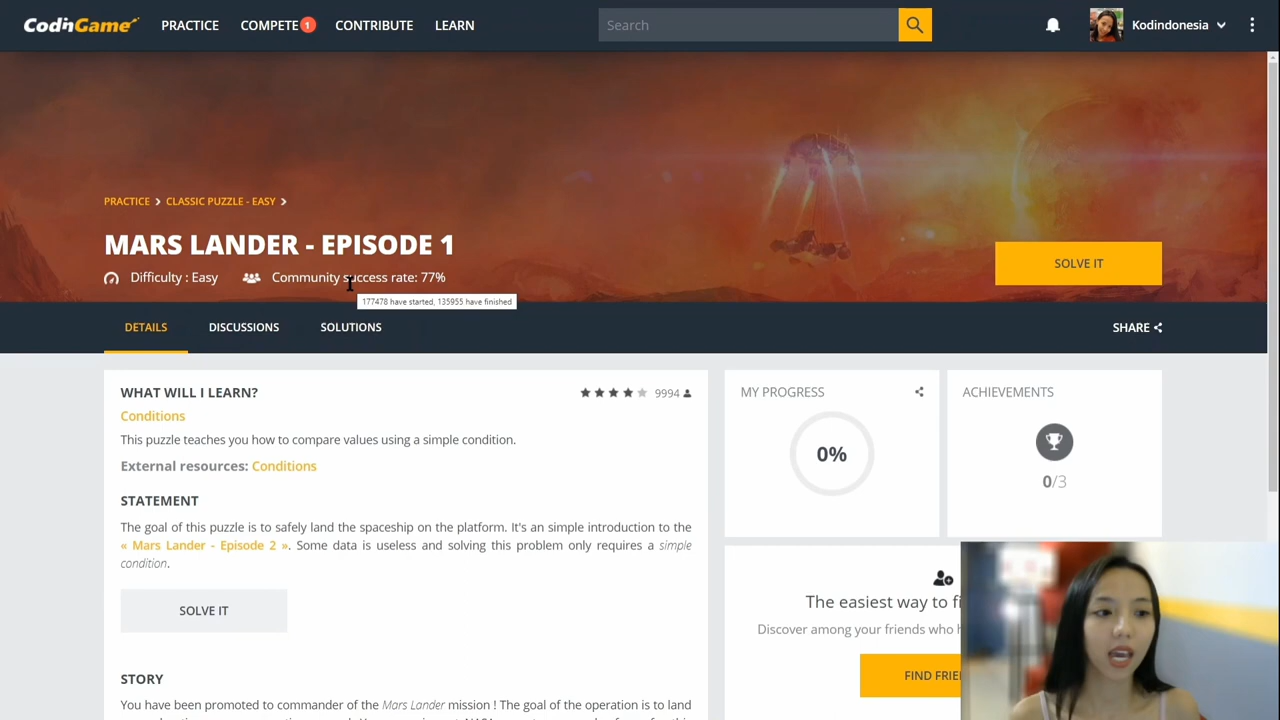 CODINGAME PRACTICE COMPETE 1 CONTRIBUTE LEARN Search Kodindonesia
PRACTICE > CLASSIC PUZZLE - EASY >
MARS LANDER - EPISODE 1
Difficulty : Easy Community success rate: 77%
SOLVE IT
177478 have started, 135955 have finished
DETAILS DISCUSSIONS SOLUTIONS SHARE
WHAT WILL I LEARN? 9994
Conditions
This puzzle teaches you how to compare values using a simple condition.
External resources: Conditions
STATEMENT
The goal of this puzzle is to safely land the spaceship on the platform. It's an simple introduction to the
« Mars Lander - Episode 2 ». Some data is useless and solving this problem only requires a simple
condition.
SOLVE IT
STORY
You have been promoted to commander of the Mars Lander mission ! The goal of the operation is to land
MY PROGRESS
0%
ACHIEVEMENTS
0/3
The easiest way to fi
Discover among your friends who h
FIND FRIE